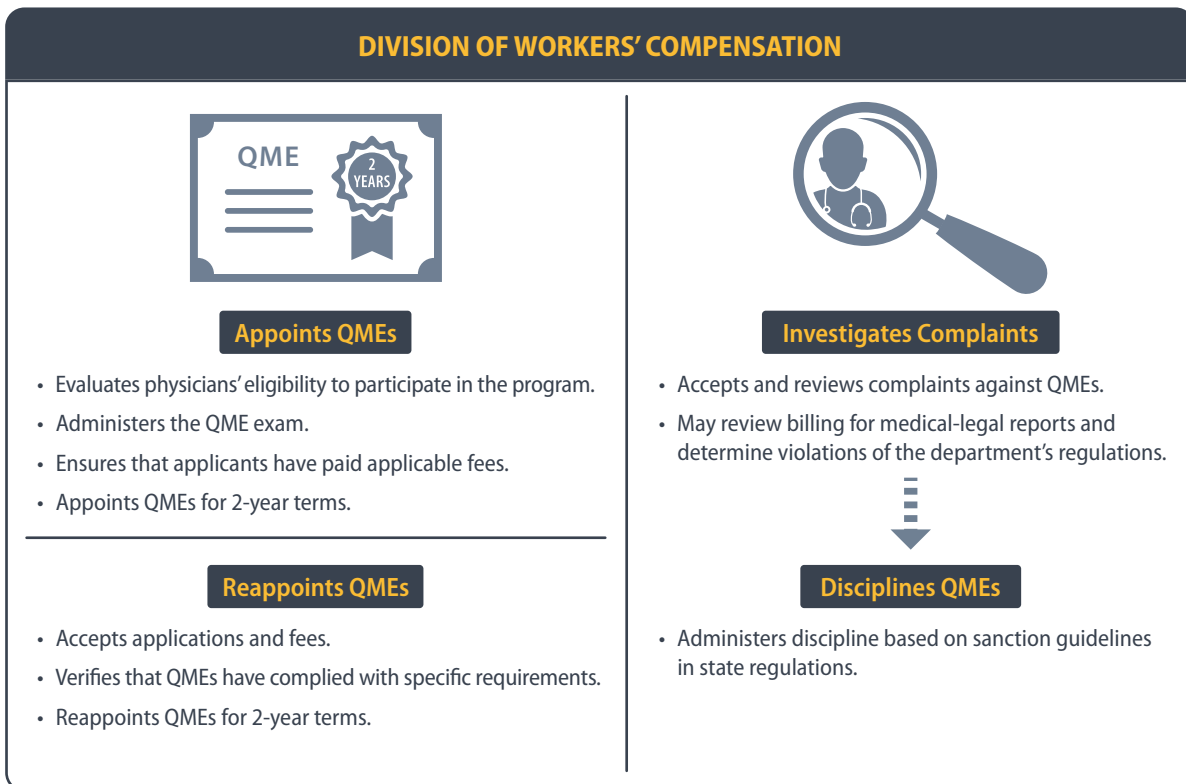 DIVISION OF WORKERS’ COMPENSATION
QME
2
YEARS
Appoints QMEs
• Evaluates physicians’ eligibility to participate in the program.
• Administers the QME exam.
• Ensures that applicants have paid applicable fees.
• Appoints QMEs for 2-year terms.
Reappoints QMEs
• Accepts applications and fees.
• Verifies that QMEs have complied with specific requirements.
• Reappoints QMEs for 2-year terms.
Investigates Complaints
• Accepts and reviews complaints against QMEs.
• May review billing for medical-legal reports and
determine violations of the department’s regulations.
Disciplines QMEs
• Administers discipline based on sanction guidelines
in state regulations.